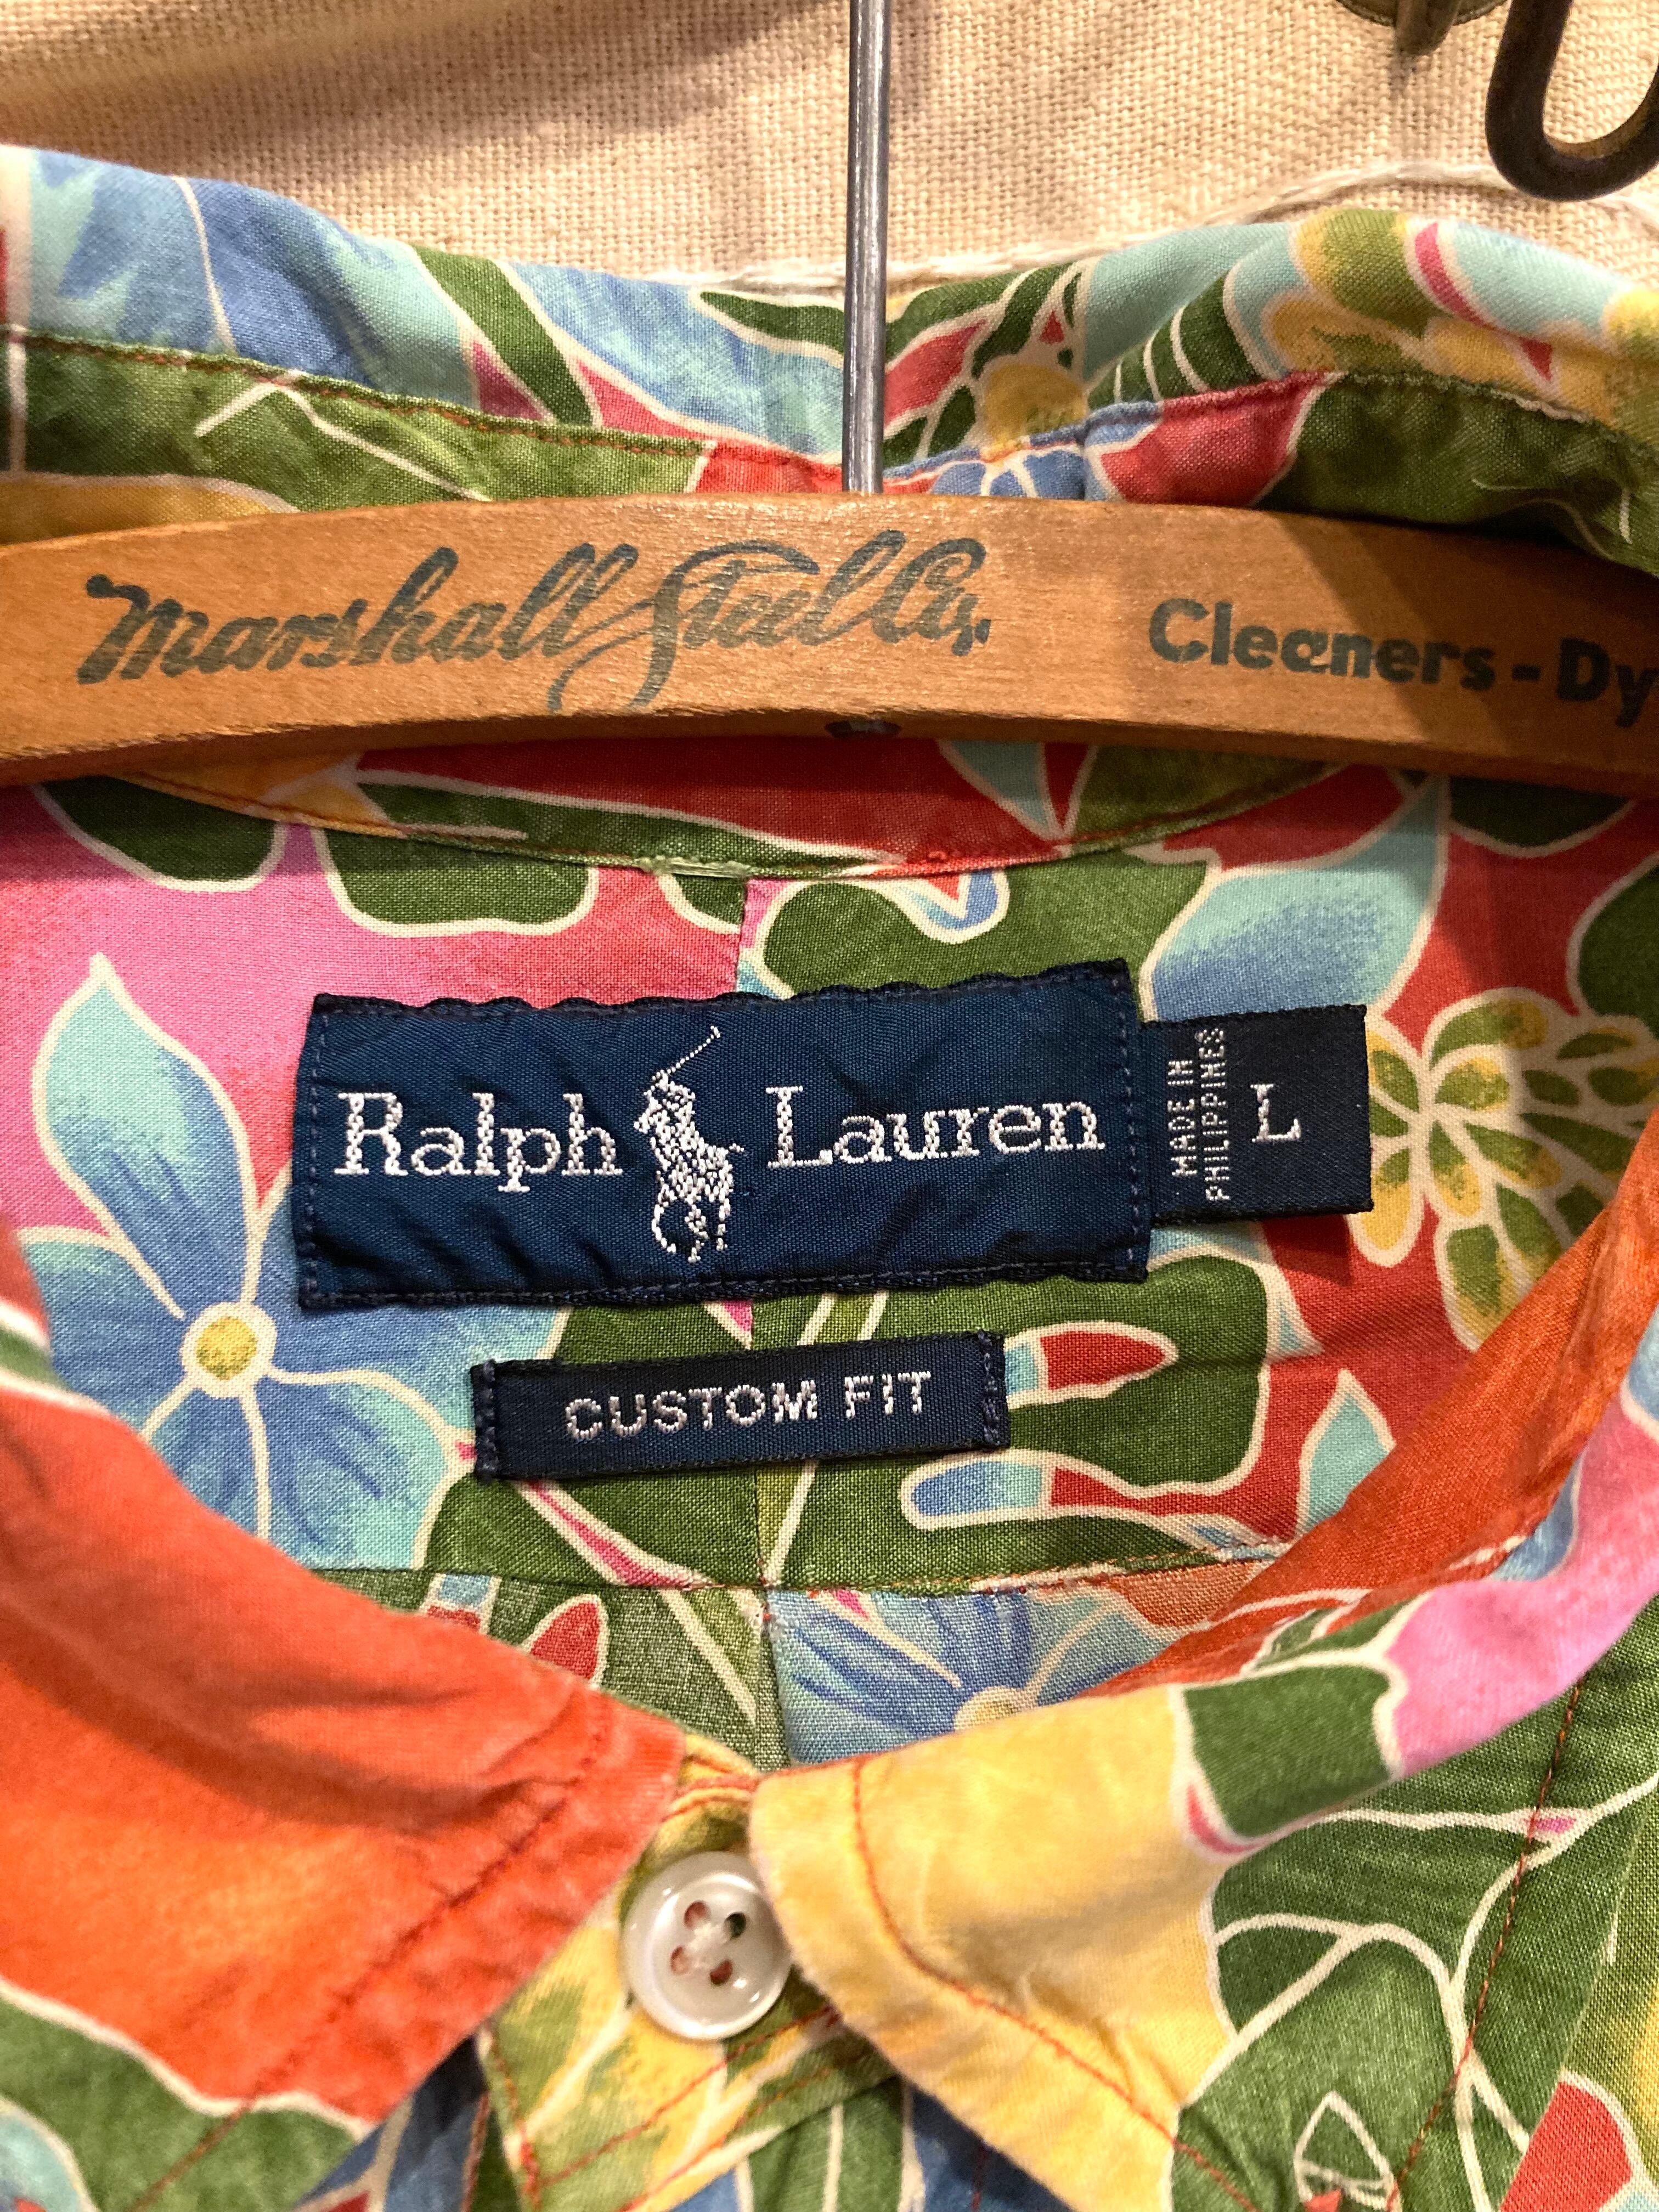 Marshall Steel Co. Cleaners - Dy
Ralph Lauren
MADE IN
PHILIPPINES
L
CUSTOM FIT